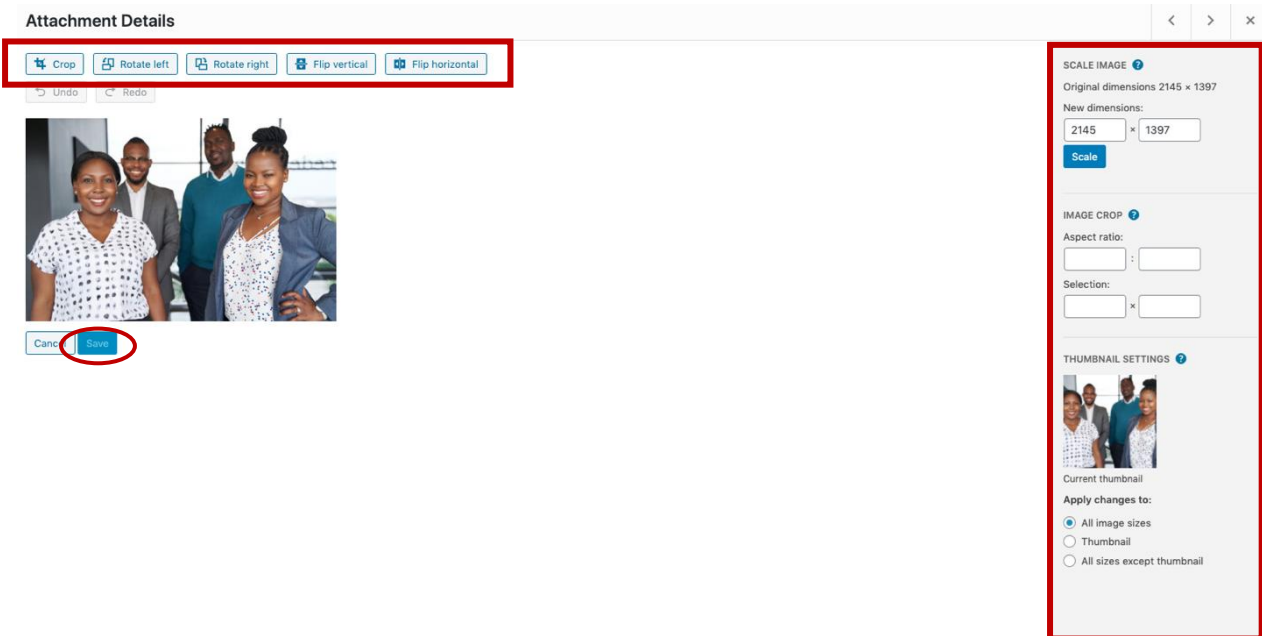 Attachment Details
Crop Rotate left Rotate right Flip vertical Flip horizontal
Undo Redo
Cancel Save
SCALE IMAGE
Original dimensions 2145 × 1397
New dimensions:
2145 × 1397
Scale
IMAGE CROP
Aspect ratio:
:
Selection:
×
THUMBNAIL SETTINGS
Current thumbnail
Apply changes to:
All image sizes
Thumbnail
All sizes except thumbnail